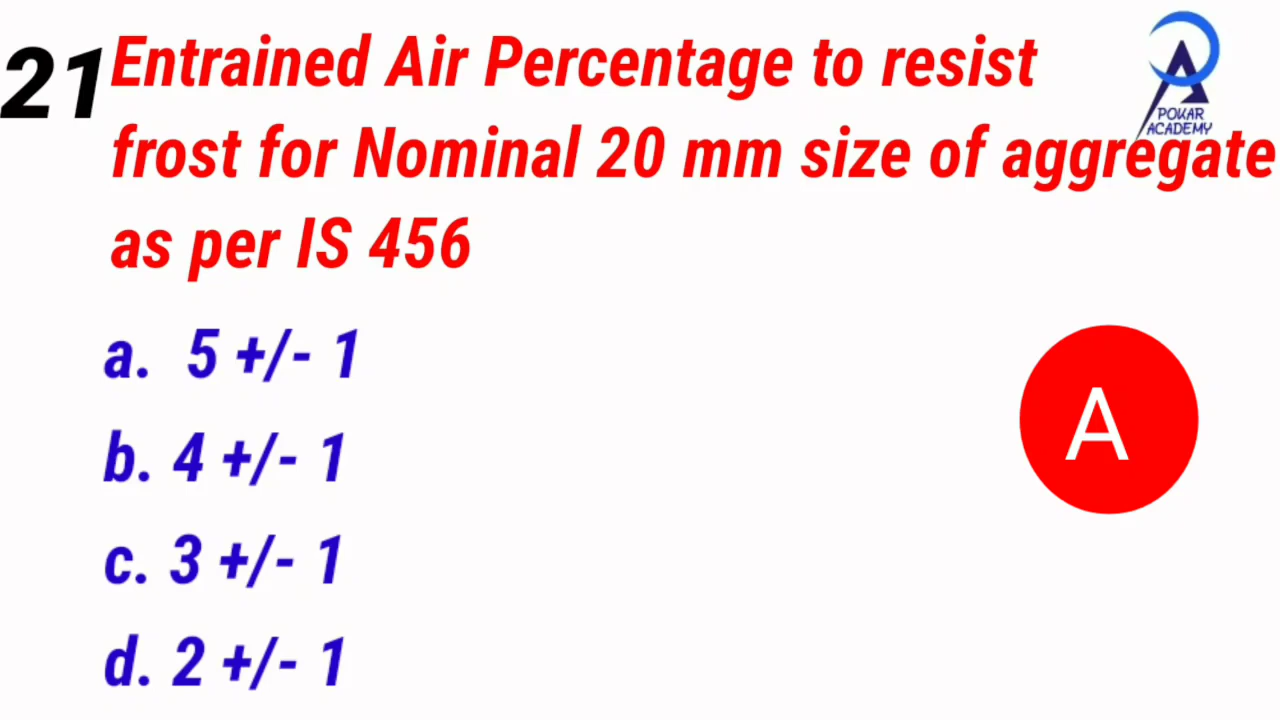 21 Entrained Air Percentage to resist
frost for Nominal 20 mm size of aggregate
as per IS 456
POKAR
ACADEMY
a. 5 +/- 1
b. 4 +/- 1
c. 3 +/- 1
d. 2 +/- 1
A